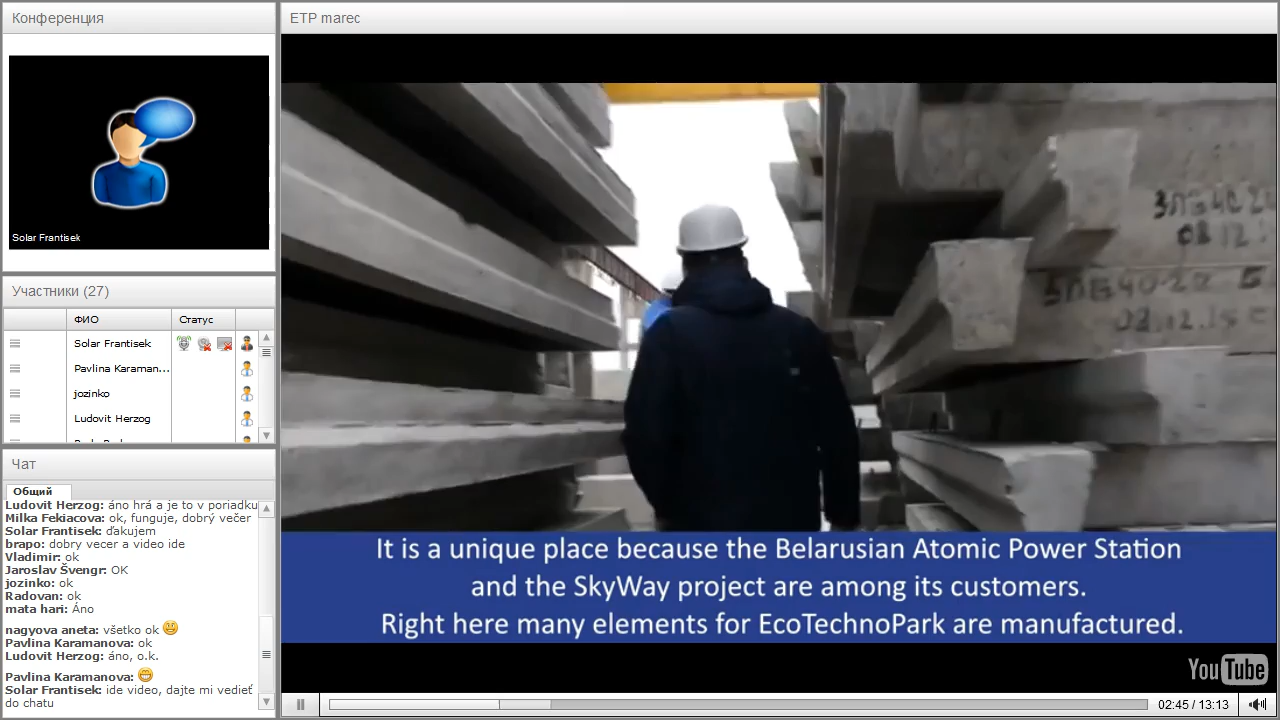 Конференция
Solar Frantisek
Участники (27)
ФИО
Статус
Solar Frantisek
Pavlina Karaman...
jozinko
Ludovit Herzog
Чат
Общий
Ludovit Herzog: áno hrá a je to v poriadku
Milka Fekiacova: ok, funguje, dobrý večer
Solar Frantisek: ďakujem
brapo: dobry vecer a video ide
Vladimir: ok
Jaroslav Švengr: OK
jozinko: ok
Radovan: ok
mata hari: Áno
nagyova aneta: všetko ok
Pavlina Karamanova: ok
Ludovit Herzog: áno, o.k.
Pavlina Karamanova:
Solar Frantisek: ide video, dajte mi vedieť
do chatu
ETP marec
08.12.15
It is a unique place because the Belarusian Atomic Power Station
and the SkyWay project are among its customers.
Right here many elements for EcoTechnoPark are manufactured.
YouTube
02:45 / 13:13